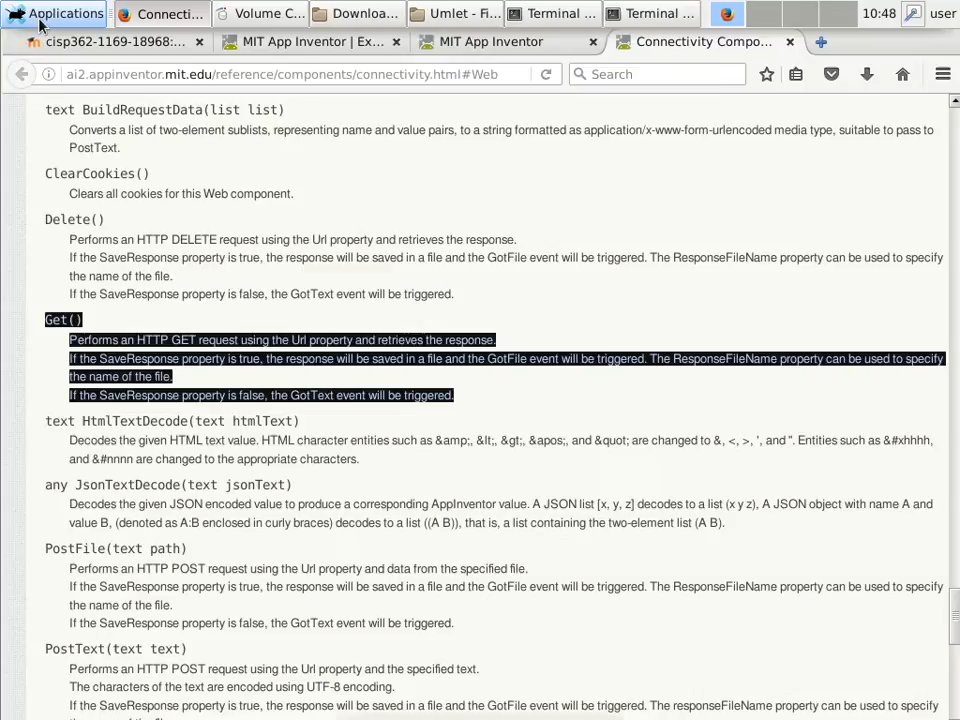 Applications
Connecti...
Volume C...
Downloa...
Umlet - Fi...
Terminal ...
Terminal ...
10:48
user
cisp362-1169-18968:...
MIT App Inventor | Ex...
MIT App Inventor
Connectivity Compo...
ai2.appinventor.mit.edu/reference/components/connectivity.html#Web
Search
text BuildRequestData(list list)
Converts a list of two-element sublists, representing name and value pairs, to a string formatted as application/x-www-form-urlencoded media type, suitable to pass to
PostText.
ClearCookies()
Clears all cookies for this Web component.
Delete()
Performs an HTTP DELETE request using the Url property and retrieves the response.
If the SaveResponse property is true, the response will be saved in a file and the GotFile event will be triggered. The ResponseFileName property can be used to specify
the name of the file.
If the SaveResponse property is false, the GotText event will be triggered.
Get()
Performs an HTTP GET request using the Url property and retrieves the response.
If the SaveResponse property is true, the response will be saved in a file and the GotFile event will be triggered. The ResponseFileName property can be used to specify
the name of the file.
If the SaveResponse property is false, the GotText event will be triggered.
text HtmlTextDecode(text htmlText)
Decodes the given HTML text value. HTML character entities such as &amp;, &lt;, &gt;, &apos;, and &quot; are changed to &, <, >, ', and ". Entities such as &#xhhhh,
and &#nnnn are changed to the appropriate characters.
any JsonTextDecode(text jsonText)
Decodes the given JSON encoded value to produce a corresponding AppInventor value. A JSON list [x, y, z] decodes to a list (x y z), A JSON object with name A and
value B, (denoted as A:B enclosed in curly braces) decodes to a list ((A B)), that is, a list containing the two-element list (A B).
PostFile(text path)
Performs an HTTP POST request using the Url property and data from the specified file.
If the SaveResponse property is true, the response will be saved in a file and the GotFile event will be triggered. The ResponseFileName property can be used to specify
the name of the file.
If the SaveResponse property is false, the GotText event will be triggered.
PostText(text text)
Performs an HTTP POST request using the Url property and the specified text.
The characters of the text are encoded using UTF-8 encoding.
If the SaveResponse property is true, the response will be saved in a file and the GotFile event will be triggered. The responseFileName property can be used to specify